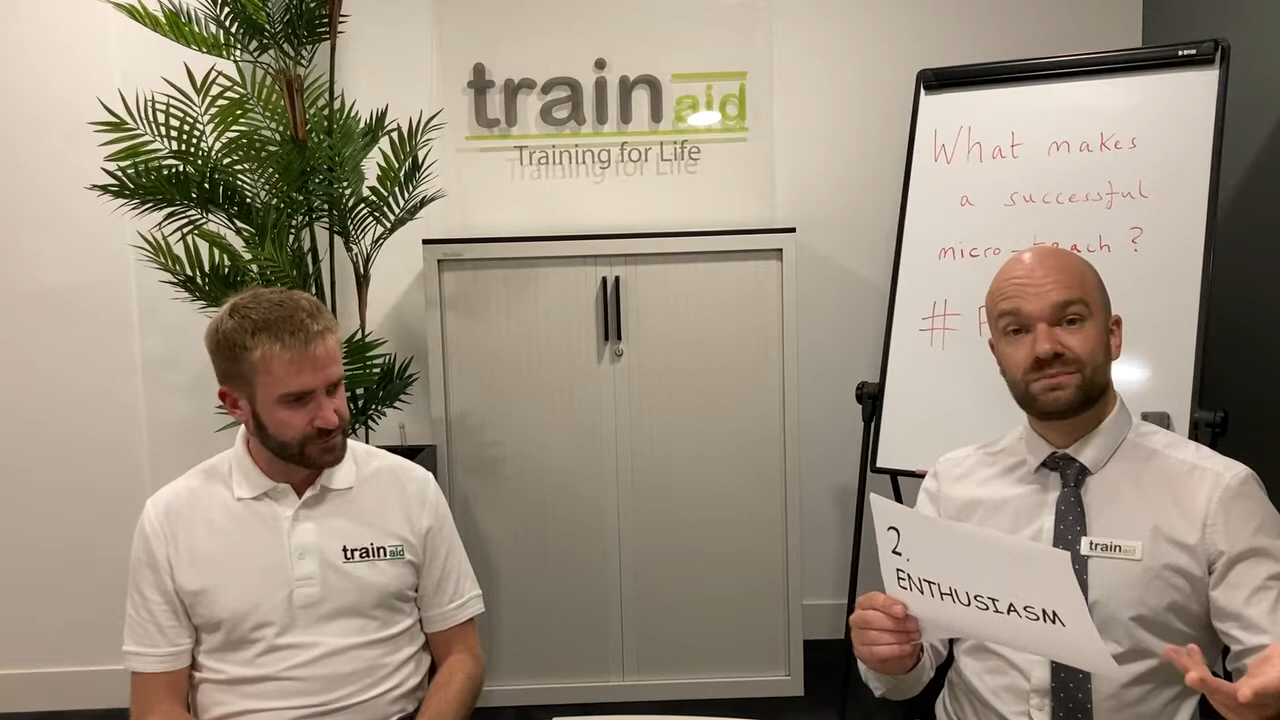 train aid
Training for Life
What makes
a successful
micro-teach?
#
train aid
train aid
2.
ENTHUSIASM